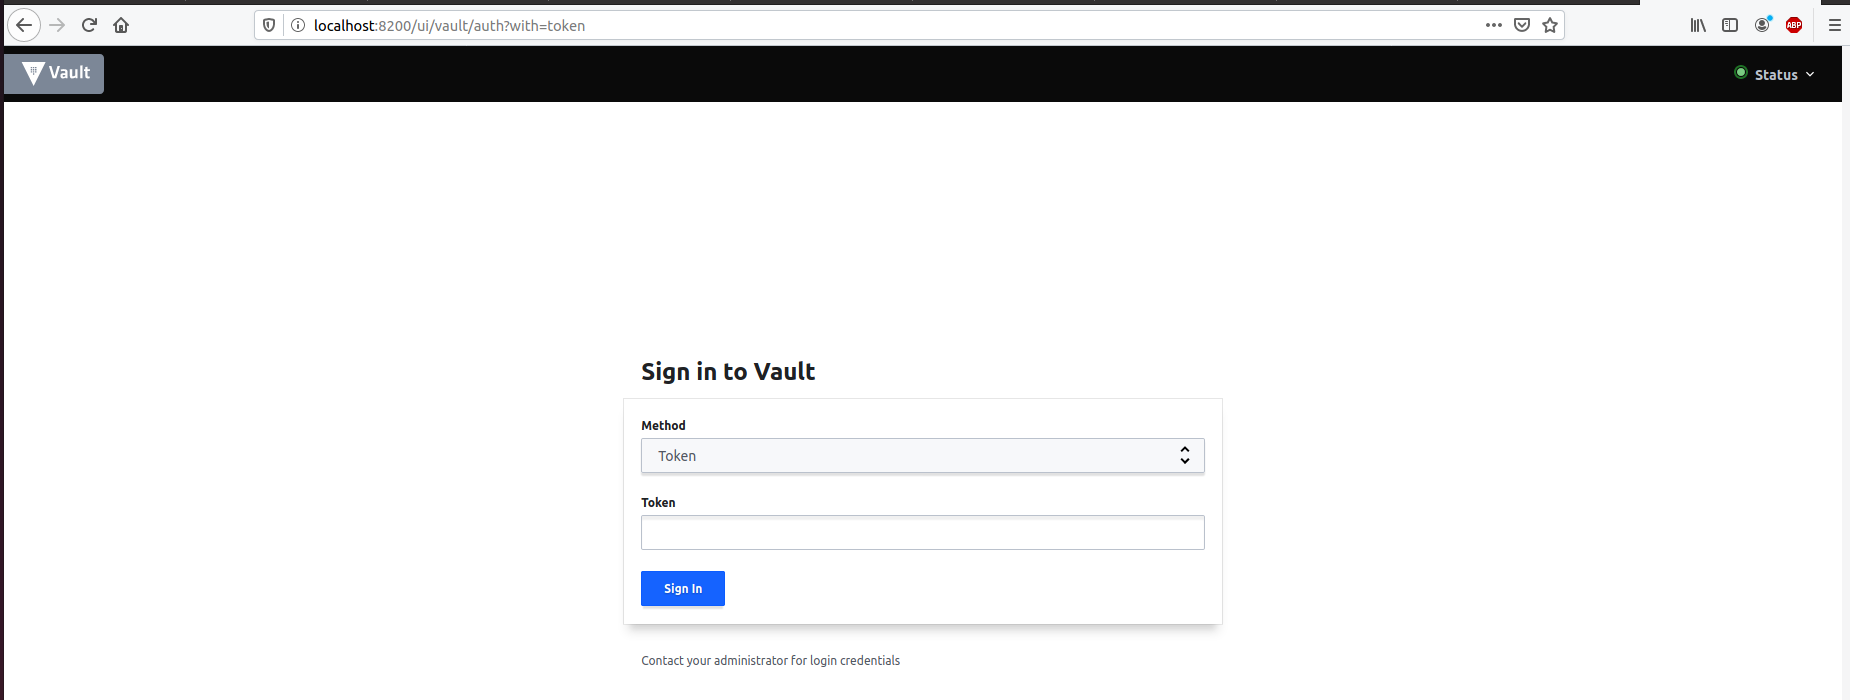 localhost:8200/ui/vault/auth?with=token
ABP
Vault
Status
Sign in to Vault
Method
Token
Token
Sign In
Contact your administrator for login credentials